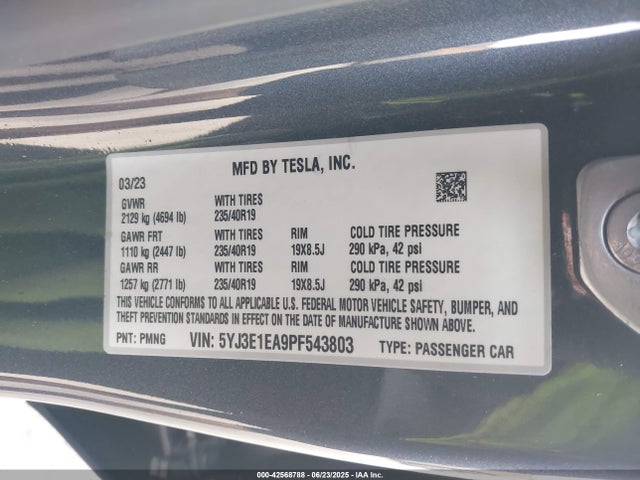 MFD BY TESLA, INC.
03/23
GVWR WITH TIRES
2129 kg (4694 lb) 235/40R19
GAWR FRT WITH TIRES RIM COLD TIRE PRESSURE
1110 kg (2447 lb) 235/40R19 19X8.5J 290 kPa, 42 psi
GAWR RR WITH TIRES RIM COLD TIRE PRESSURE
1257 kg (2771 lb) 235/40R19 19X8.5J 290 kPa, 42 psi
THIS VEHICLE CONFORMS TO ALL APPLICABLE U.S. FEDERAL MOTOR VEHICLE SAFETY, BUMPER, AND
THEFT PREVENTION STANDARDS IN EFFECT ON THE DATE OF MANUFACTURE SHOWN ABOVE.
PNT: PMNG VIN: 5YJ3E1EA9PF543803 TYPE: PASSENGER CAR
000-42568788 - 06/23/2025 - IAA, Inc.